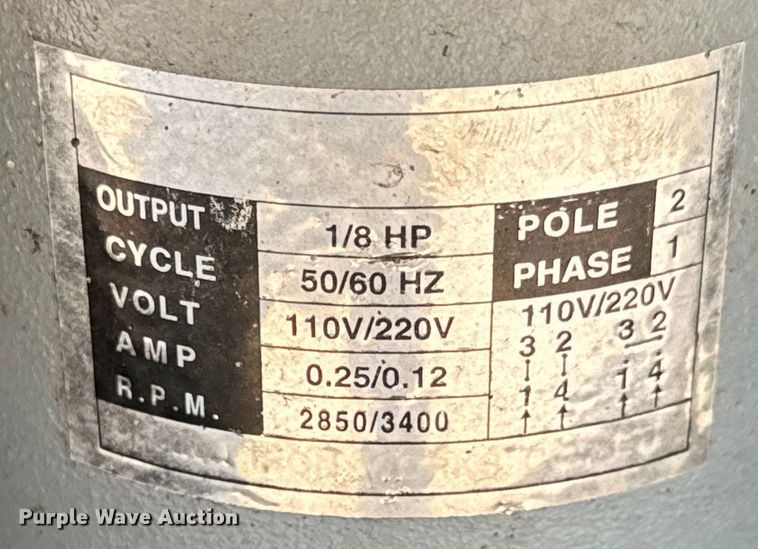 OUTPUT 1/8 HP POLE 2
CYCLE 50/60 HZ PHASE 1
VOLT 110V/220V 110V/220V
AMP 0.25/0.12 3 2 3 2
R.P.M. 2850/3400 1 4 1 4
Purple Wave Auction